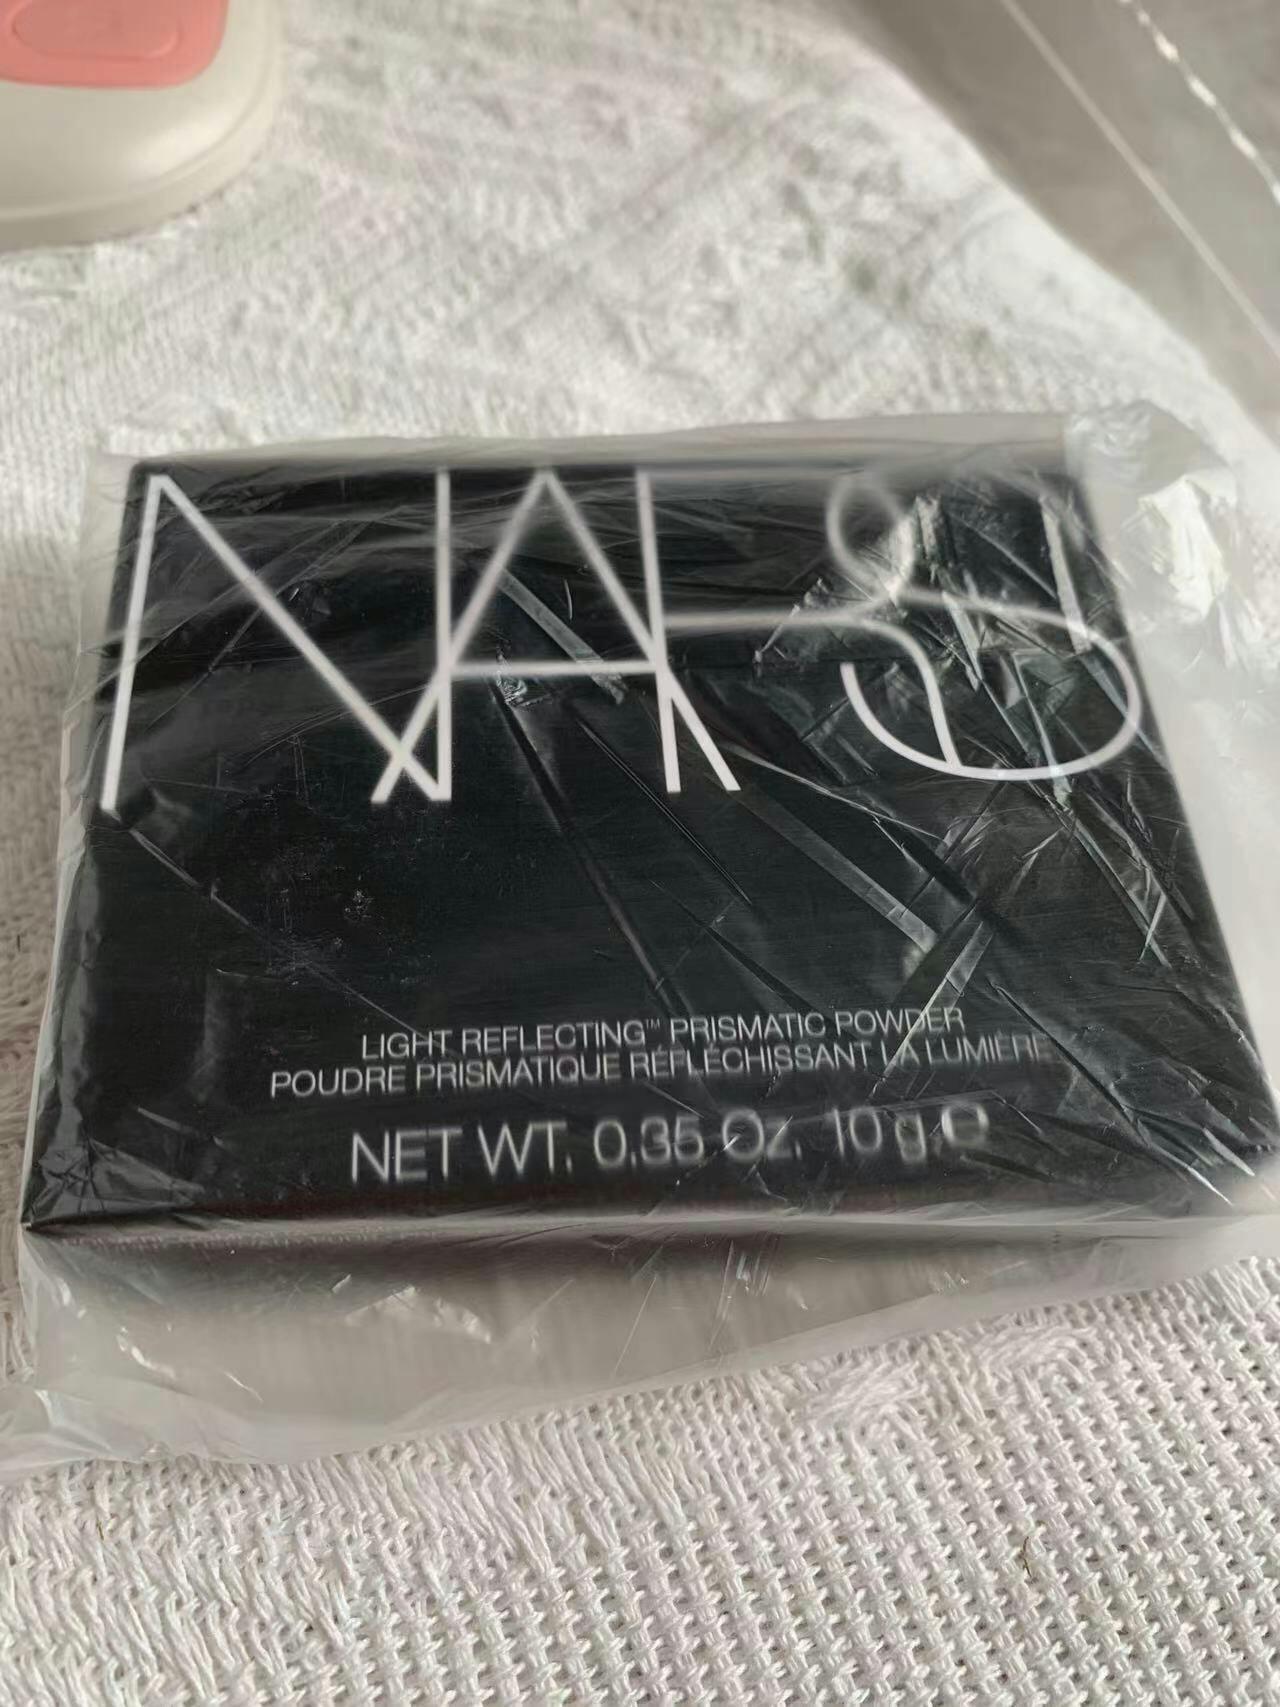 NARS
LIGHT REFLECTING™ PRISMATIC POWDER
POUDRE PRISMATIQUE RÉFLÉCHISSANT LA LUMIÈRE
NET WT. 0.35 Oz. 10 g ℮